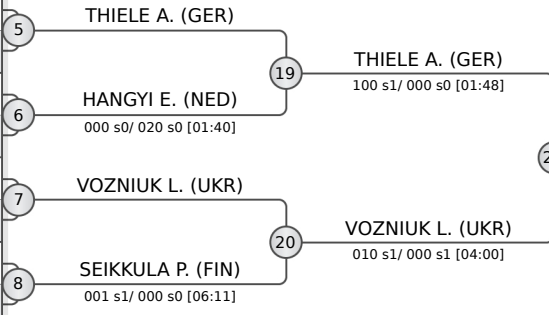 5
THIELE A. (GER)
19
THIELE A. (GER)
100 s1/ 000 s0 [01:48]
6
HANGYI E. (NED)
000 s0/ 020 s0 [01:40]
7
VOZNIUK L. (UKR)
20
VOZNIUK L. (UKR)
010 s1/ 000 s1 [04:00]
8
SEIKKULA P. (FIN)
001 s1/ 000 s0 [06:11]